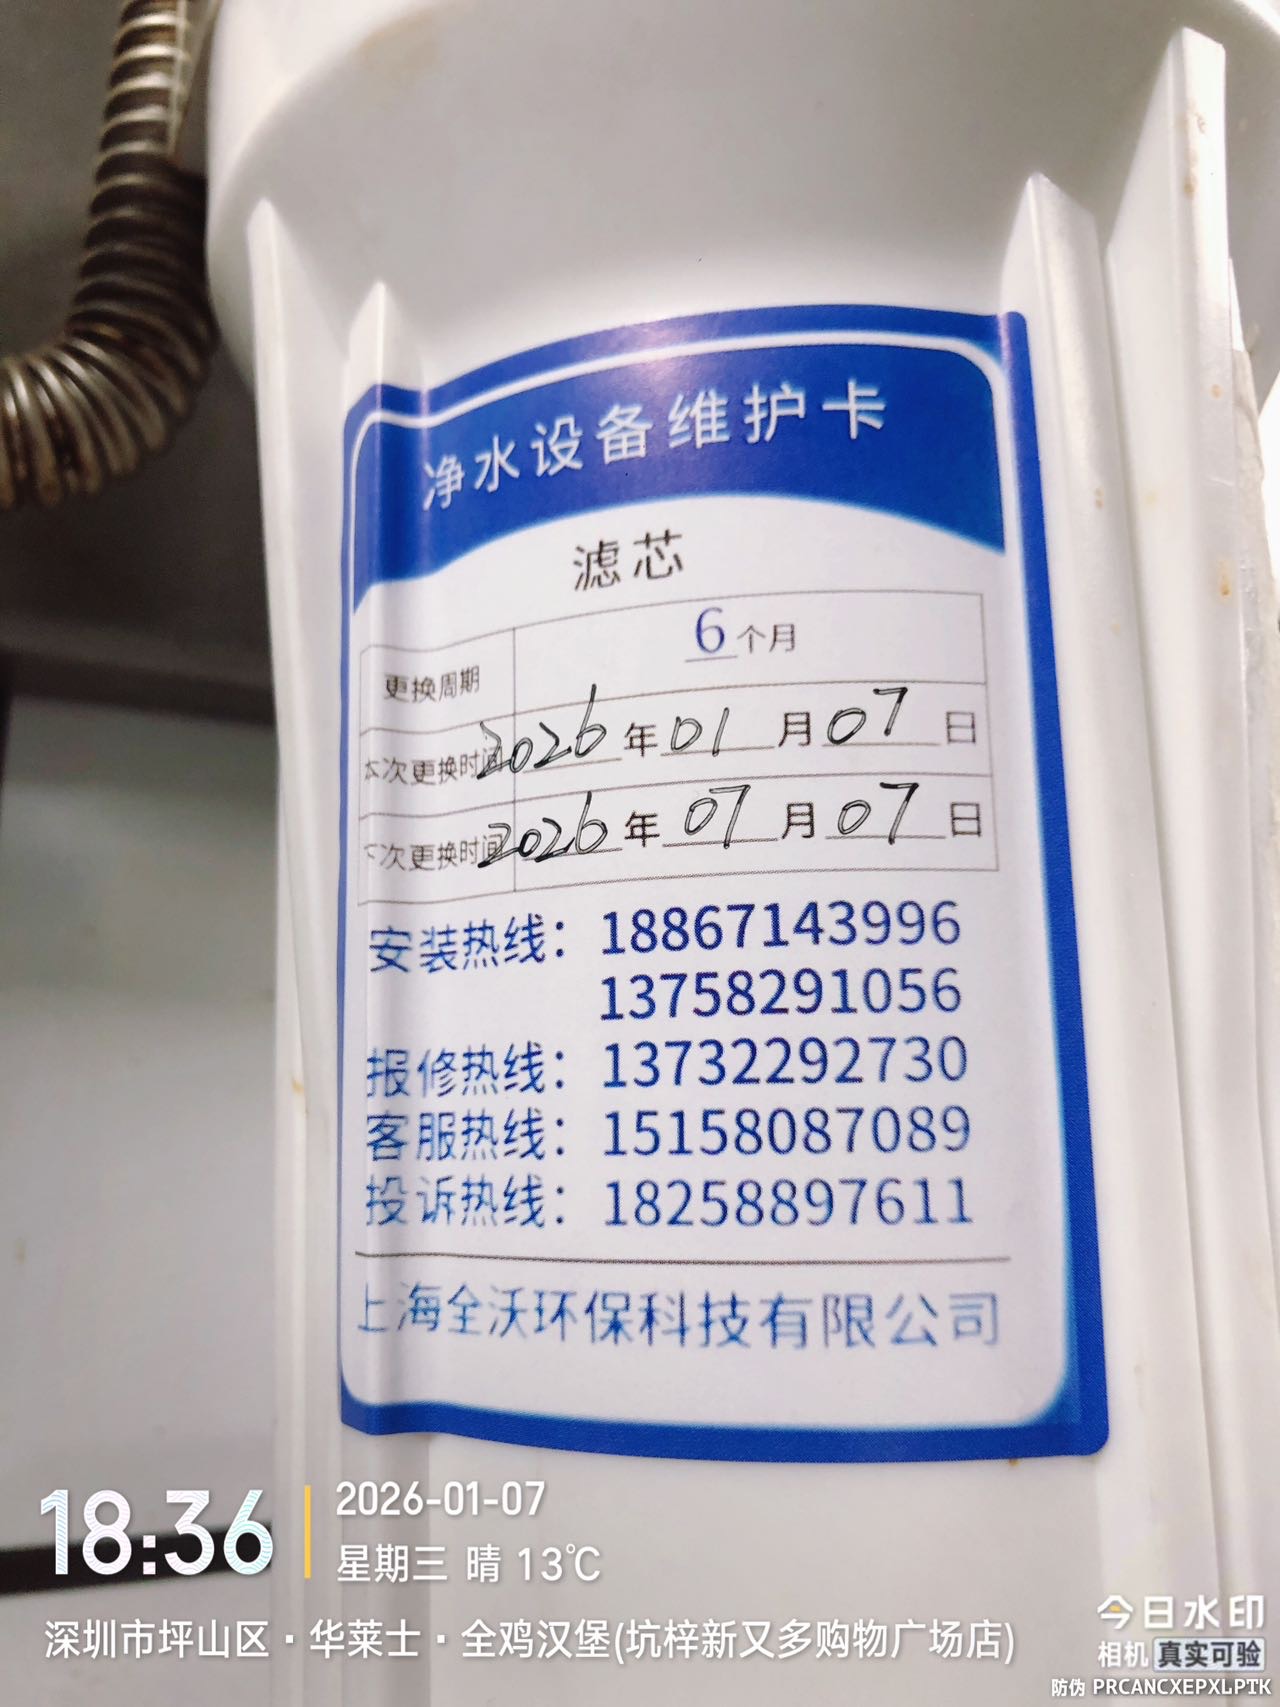 净水设备维护卡
滤芯
更换周期 6个月
本次更换时间 2026年01月07日
下次更换时间 2026年07月07日
安装热线：18867143996
13758291056
报修热线：13732292730
客服热线：15158087089
投诉热线：18258897611
上海全沃环保科技有限公司
18:36
2026-01-07
星期三 晴 13℃
深圳市坪山区·华莱士·全鸡汉堡(坑梓新又多购物广场店)
今日水印
相机 真实可验
防伪 PRCANCXEPXLPTK